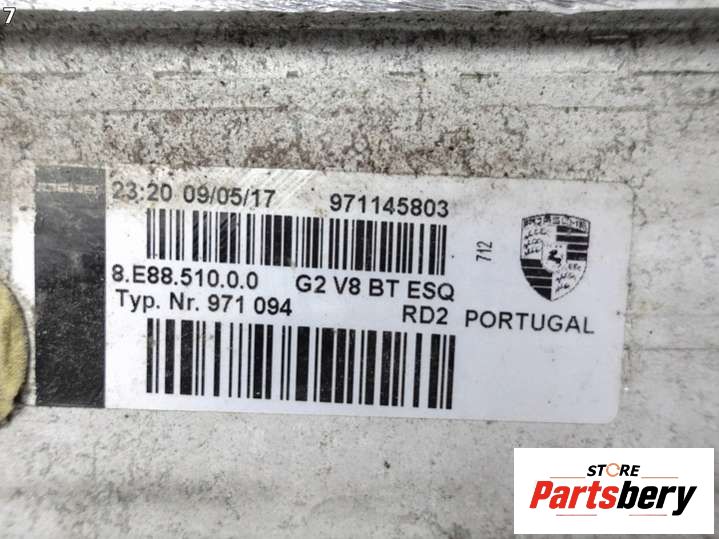 7
23:20 09/05/17 971145803
712
8.E88.510.0.0 G2 V8 BT ESQ
Typ. Nr. 971 094 RD2 PORTUGAL
STORE
Partsbery